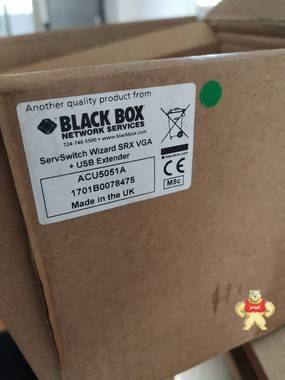 Another quality product from
BLACK BOX
NETWORK SERVICES
724-746-5500 • www.blackbox.com
ServSwitch Wizard SRX VGA
+ USB Extender
ACU5051A
1701B0078475
Made in the UK
CE
M5c